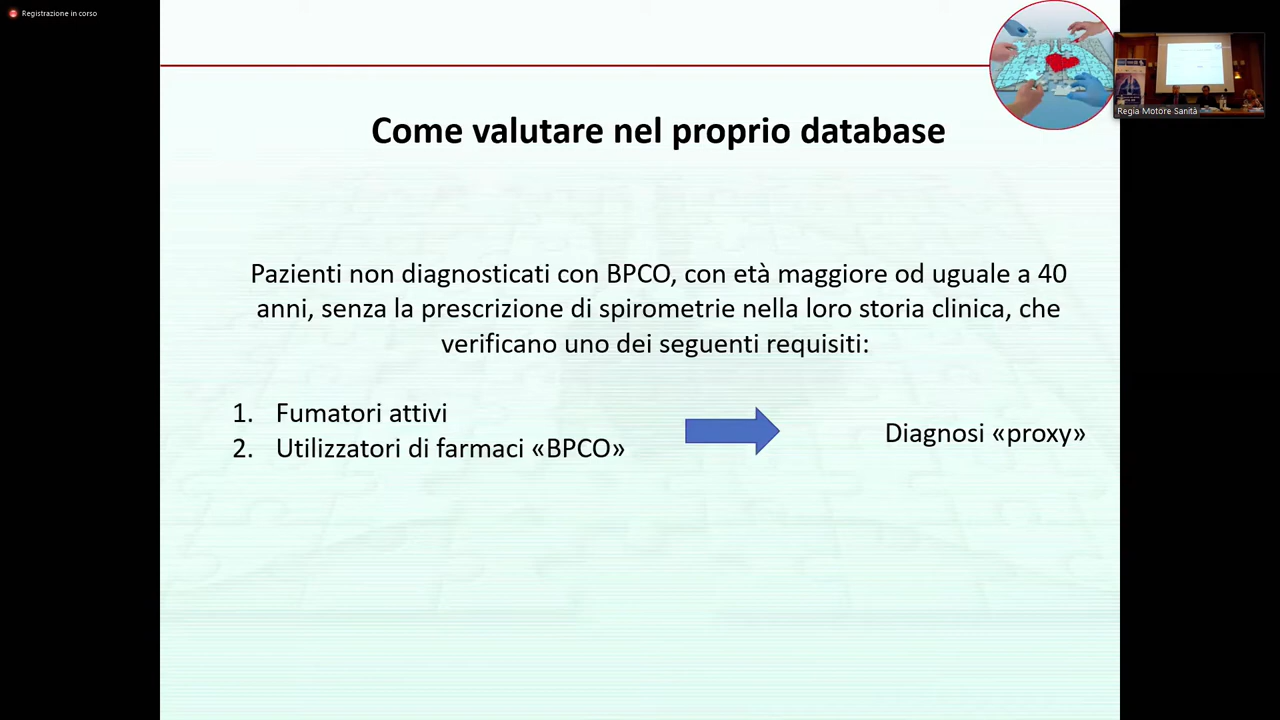 Registrazione in corso
Regia Motore Sanità
Come valutare nel proprio database
Pazienti non diagnosticati con BPCO, con età maggiore od uguale a 40
anni, senza la prescrizione di spirometrie nella loro storia clinica, che
verificano uno dei seguenti requisiti:
1. Fumatori attivi
2. Utilizzatori di farmaci «BPCO»
Diagnosi «proxy»